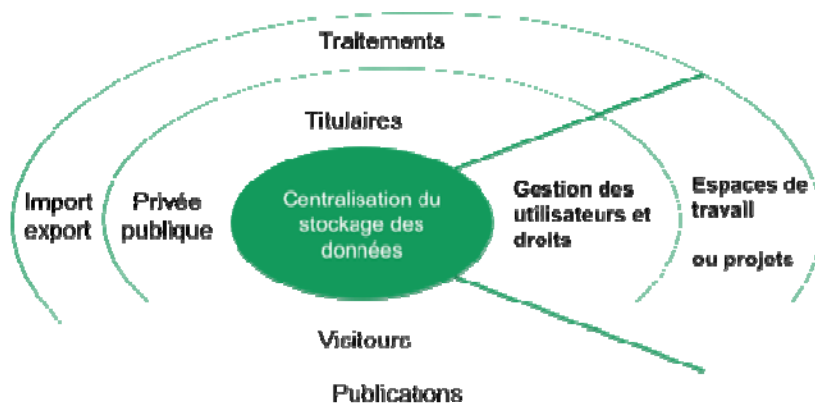 Traitements
Titulaires
Import
export
Privée
publique
Centralisation du
stockage des
données
Gestion des
utilisateurs et
droits
Espaces de
travail
ou projets
Visitours
Publications